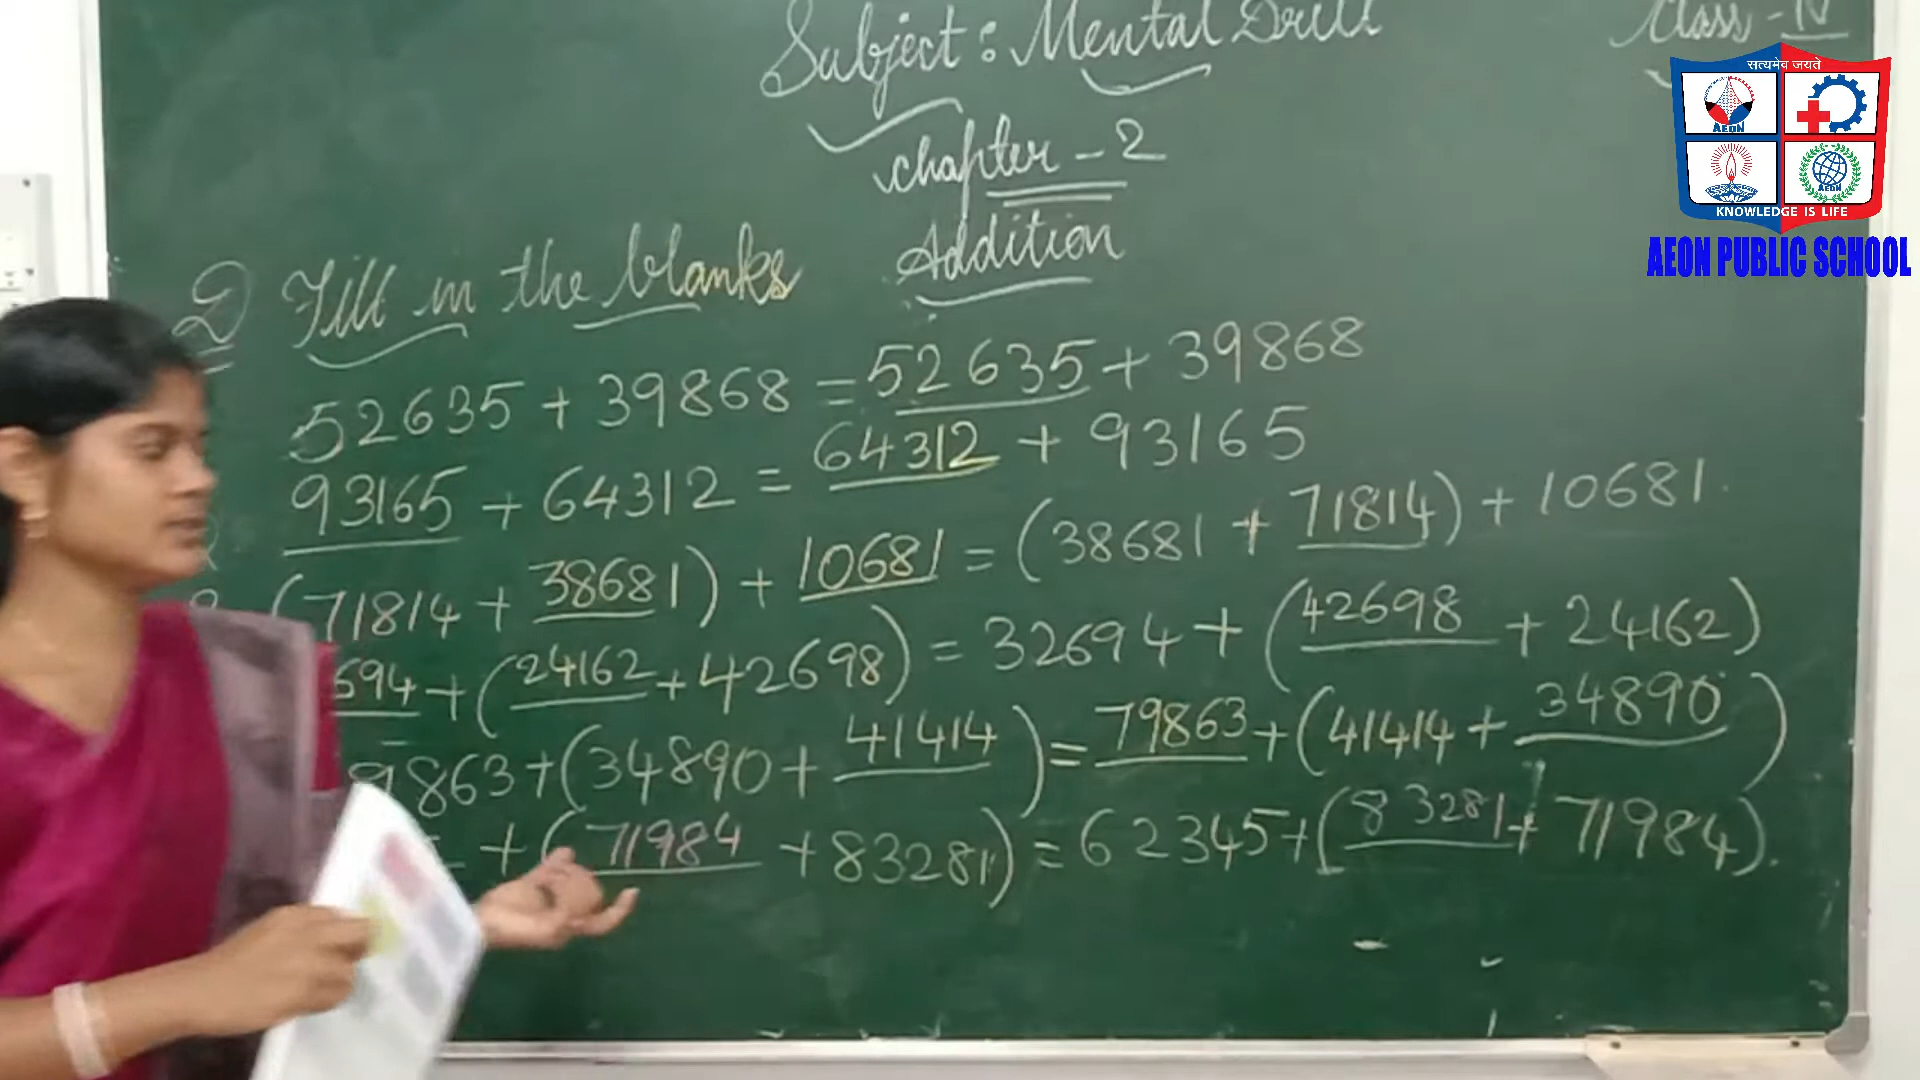 Subject : Mental Drill
Class - IV
सत्यमेव जयते
AEON
AEON
KNOWLEDGE IS LIFE
AEON PUBLIC SCHOOL
Chapter - 2
Addition
Fill in the blanks
52635 + 39868 = 52635 + 39868
93165 + 64312 = 64312 + 93165
(71814 + 38681) + 10681 = (38681 + 71814) + 10681
694 + (24162 + 42698) = 32694 + (42698 + 24162)
9863 + (34890 + 41414) = 79863 + (41414 + 34890)
+ (71984 + 83281) = 62345 + (83281 + 71984).